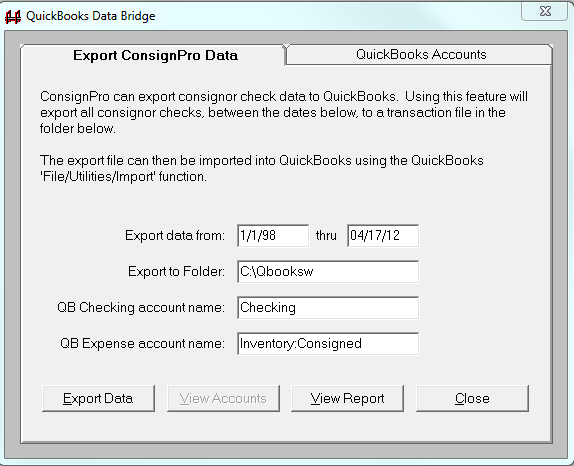 QuickBooks Data Bridge
Export ConsignPro Data
QuickBooks Accounts
ConsignPro can export consignor check data to QuickBooks. Using this feature will
export all consignor checks, between the dates below, to a transaction file in the
folder below.
The export file can then be imported into QuickBooks using the QuickBooks
'File/Utilities/Import' function.
Export data from: 1/1/98 thru 04/17/12
Export to Folder: C:\Qbooksw
QB Checking account name: Checking
QB Expense account name: Inventory:Consigned
Export Data View Accounts View Report Close